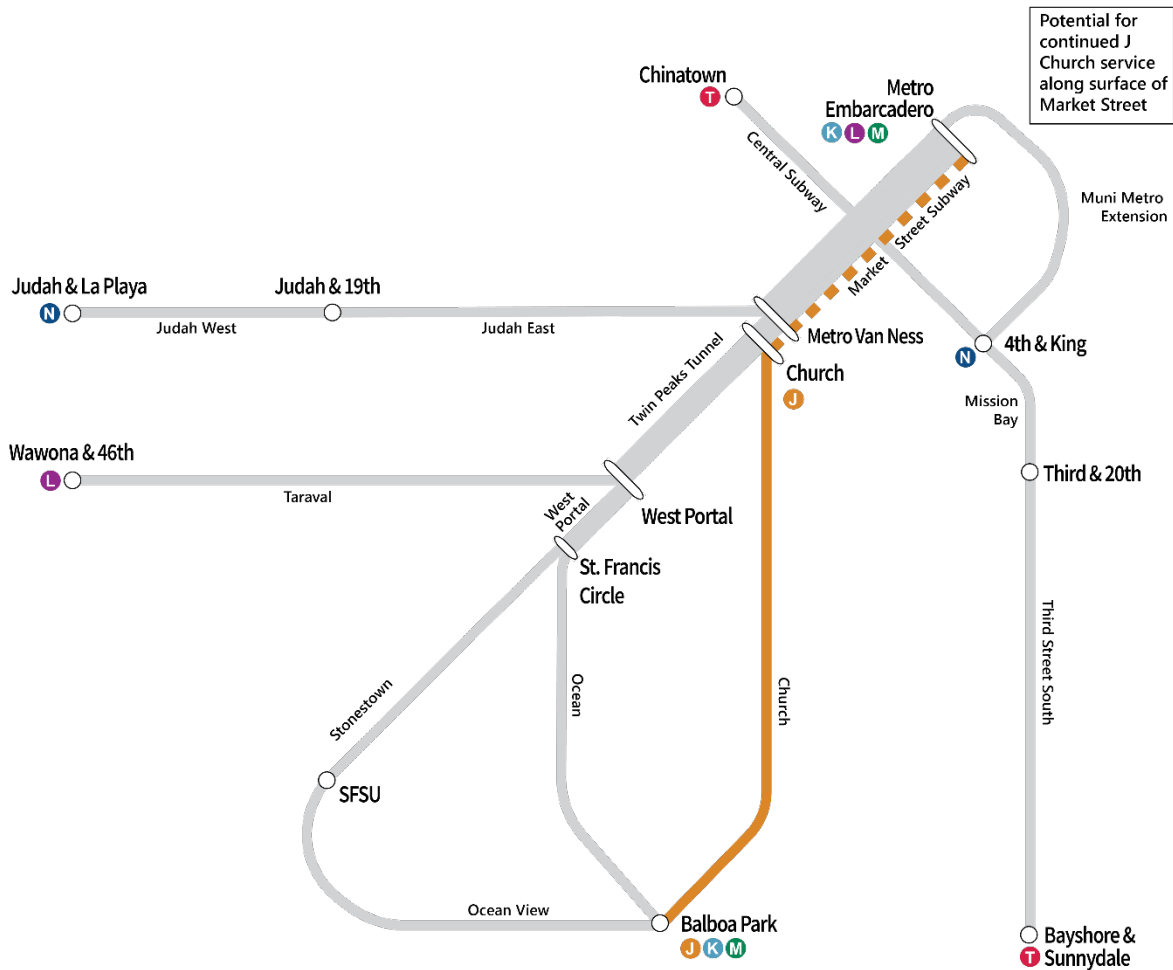 Potential for
continued J
Church service
along surface of
Market Street
Chinatown
T
Metro
Embarcadero
K L M
Central Subway
Muni Metro
Extension
Market Street Subway
Judah & La Playa
N
Judah & 19th
Judah West
Judah East
Metro Van Ness
4th & King
N
Twin Peaks Tunnel
Church
J
Mission
Bay
Wawona & 46th
L
Taraval
Third & 20th
West
Portal
West Portal
St. Francis
Circle
Stonestown
Ocean
Church
Third Street South
SFSU
Ocean View
Balboa Park
J K M
Bayshore &
T Sunnydale